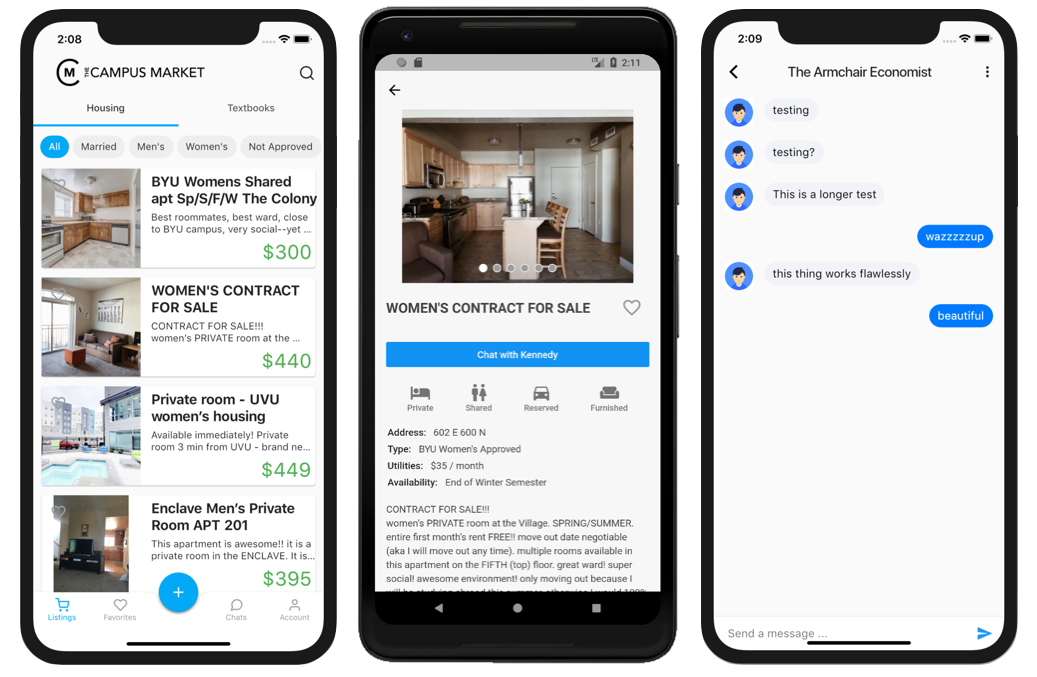 2:08
M THE CAMPUS MARKET
Housing Textbooks
All Married Men's Women's Not Approved
BYU Womens Shared
apt Sp/S/F/W The Colony
Best roommates, best ward, close
to BYU campus, very social--yet ...
$300
WOMEN'S CONTRACT
FOR SALE
CONTRACT FOR SALE!!!
women's PRIVATE room at the ...
$440
Private room - UVU
women's housing
Available immediately! Private
room 3 min from UVU - brand ne...
$449
Enclave Men's Private
Room APT 201
This apartment is awesome!! it is a
private room in the ENCLAVE. It is...
$395
+
Listings Favorites Chats Account
2:11
WOMEN'S CONTRACT FOR SALE
Chat with Kennedy
Private Shared Reserved Furnished
Address: 602 E 600 N
Type: BYU Women's Approved
Utilities: $35 / month
Availability: End of Winter Semester
CONTRACT FOR SALE!!!
women's PRIVATE room at the Village. SPRING/SUMMER.
entire first month's rent FREE!! move out date negotiable
(aka I will move out any time). multiple rooms available in
this apartment on the FIFTH (top) floor. great ward! super
social! awesome environment! only moving out because I
2:09
The Armchair Economist
testing
testing?
This is a longer test
wazzzzzup
this thing works flawlessly
beautiful
Send a message ...